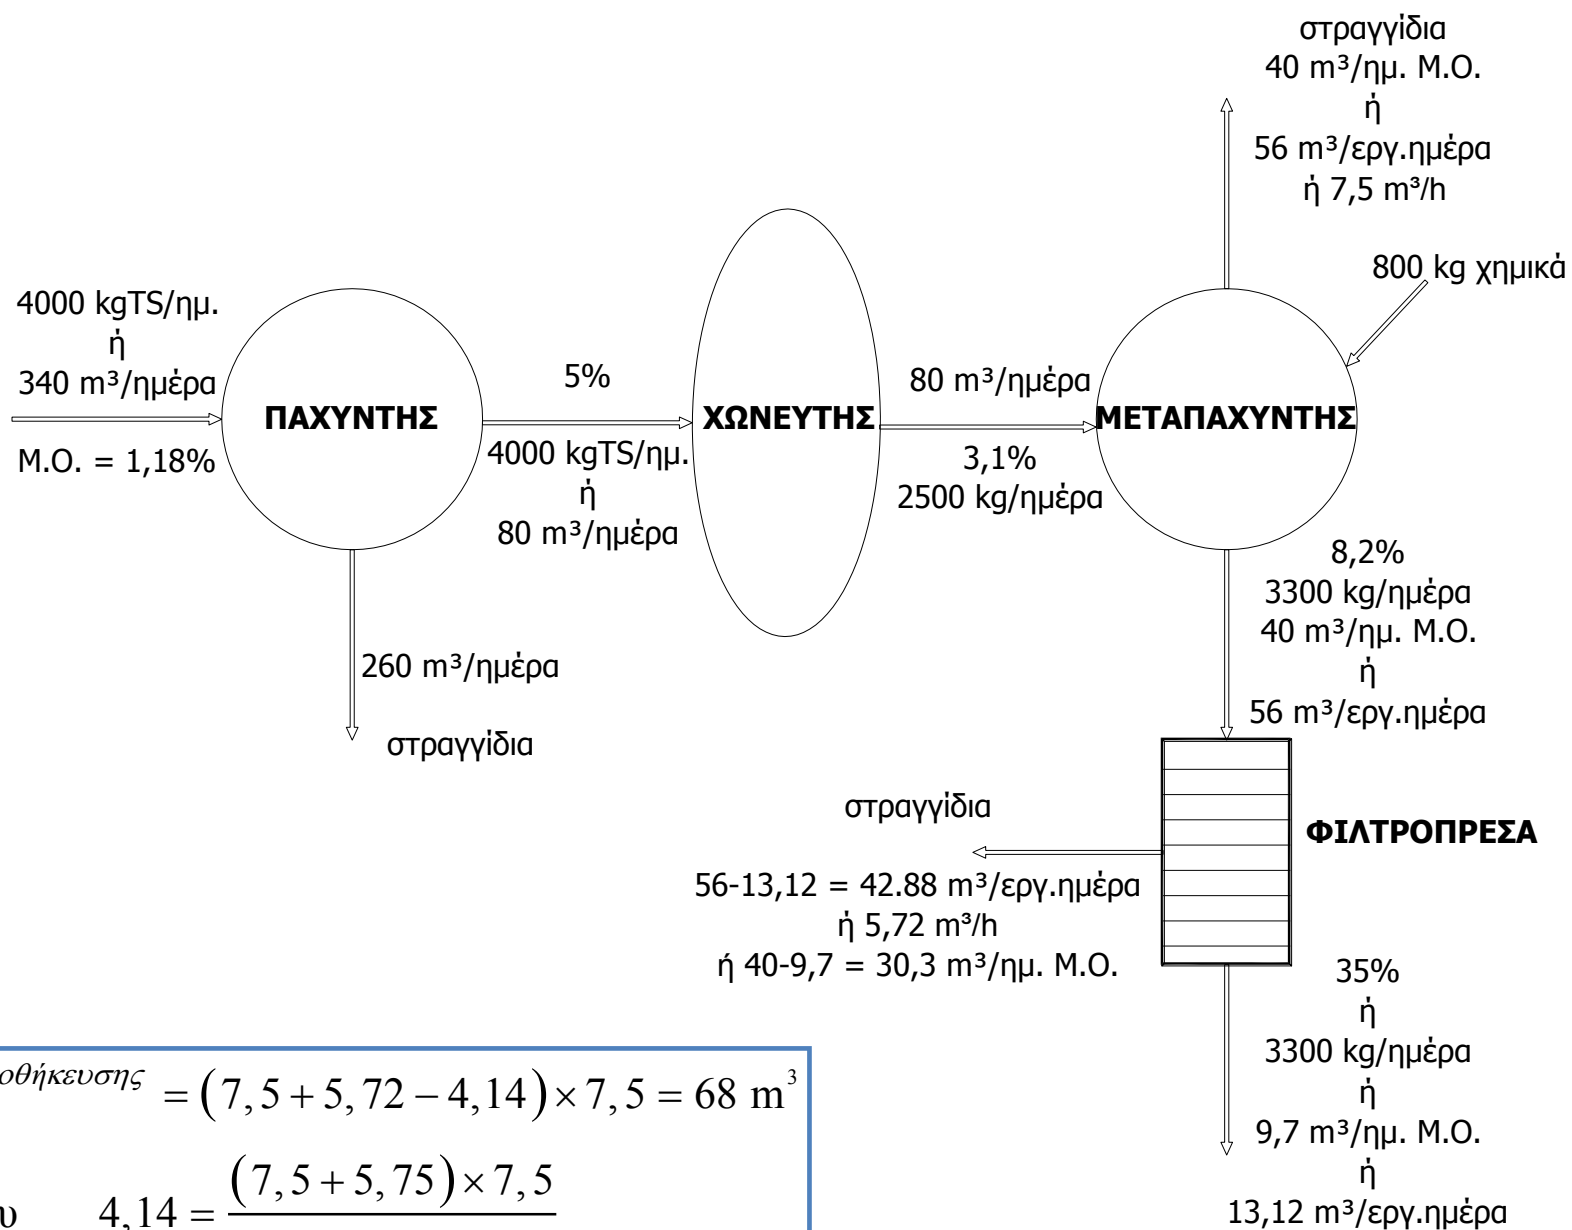 στραγγίδια
40 m³/ημ. Μ.Ο.
ή
56 m³/εργ.ημέρα
ή 7,5 m³/h
800 kg χημικά
4000 kgTS/ημ.
ή
340 m³/ημέρα
Μ.Ο. = 1,18%
ΠΑΧΥΝΤΗΣ
5%
4000 kgTS/ημ.
ή
80 m³/ημέρα
ΧΩΝΕΥΤΗΣ
80 m³/ημέρα
3,1%
2500 kg/ημέρα
ΜΕΤΑΠΑΧΥΝΤΗΣ
260 m³/ημέρα
στραγγίδια
8,2%
3300 kg/ημέρα
40 m³/ημ. Μ.Ο.
ή
56 m³/εργ.ημέρα
ΦΙΛΤΡΟΠΡΕΣΑ
στραγγίδια
56-13,12 = 42.88 m³/εργ.ημέρα
ή 5,72 m³/h
ή 40-9,7 = 30,3 m³/ημ. Μ.Ο.
35%
ή
3300 kg/ημέρα
ή
9,7 m³/ημ. Μ.Ο.
ή
13,12 m³/εργ.ημέρα
οθήκευσης = (7,5 + 5,72 − 4,14) × 7,5 = 68 m³
υ 4,14 = (7,5 + 5,75) × 7,5